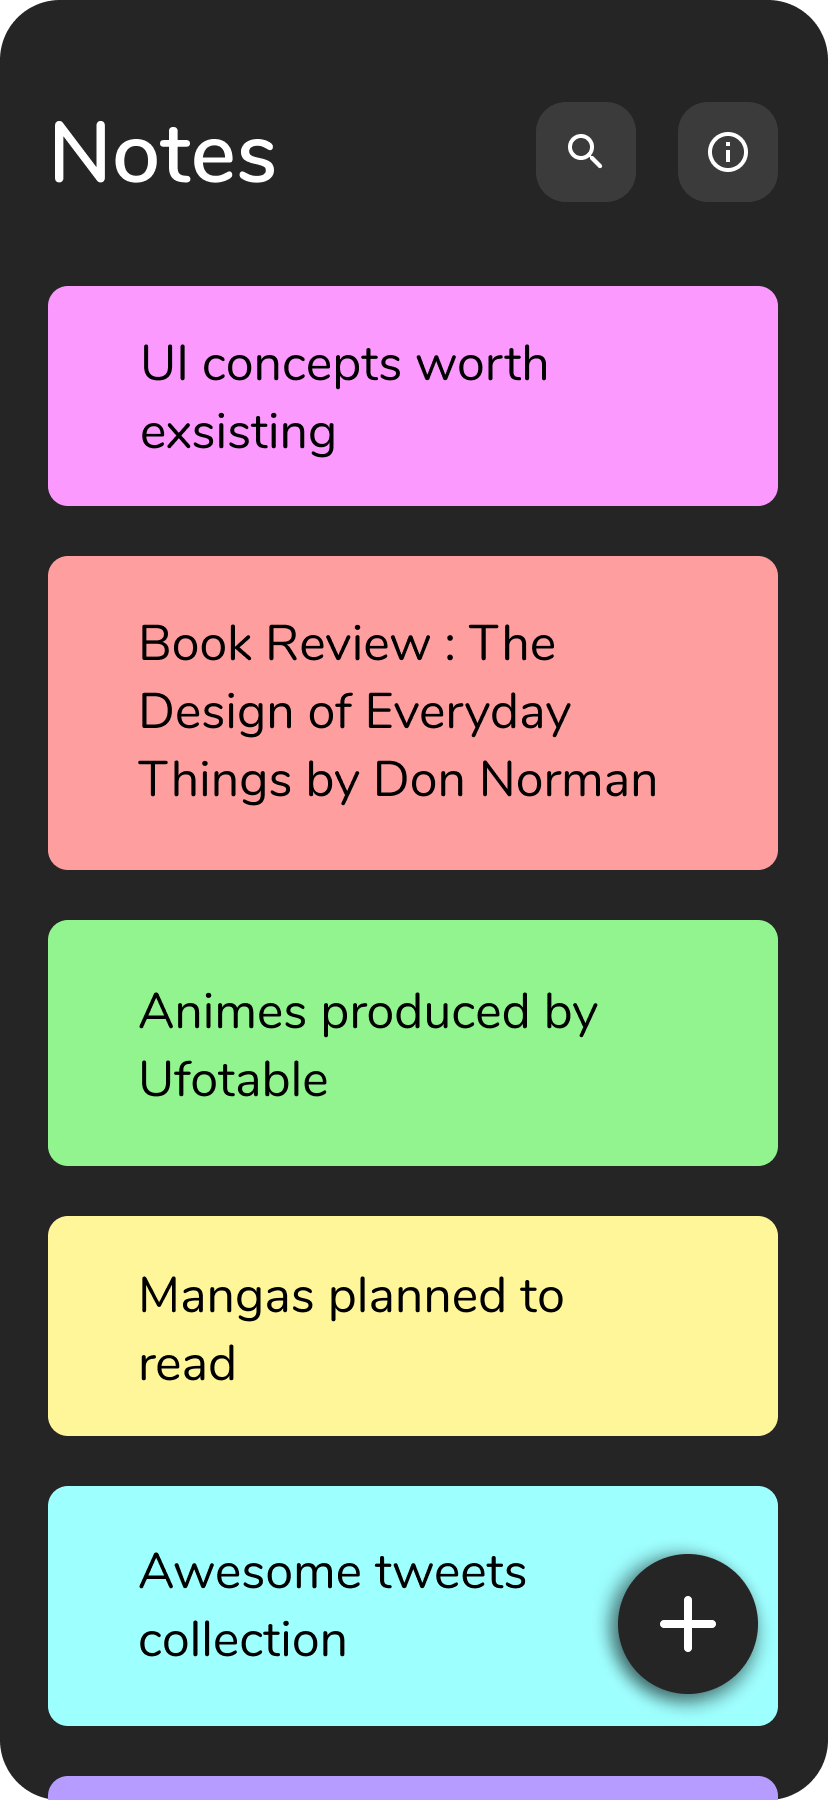 Notes
UI concepts worth
exsisting
Book Review : The
Design of Everyday
Things by Don Norman
Animes produced by
Ufotable
Mangas planned to
read
Awesome tweets
collection